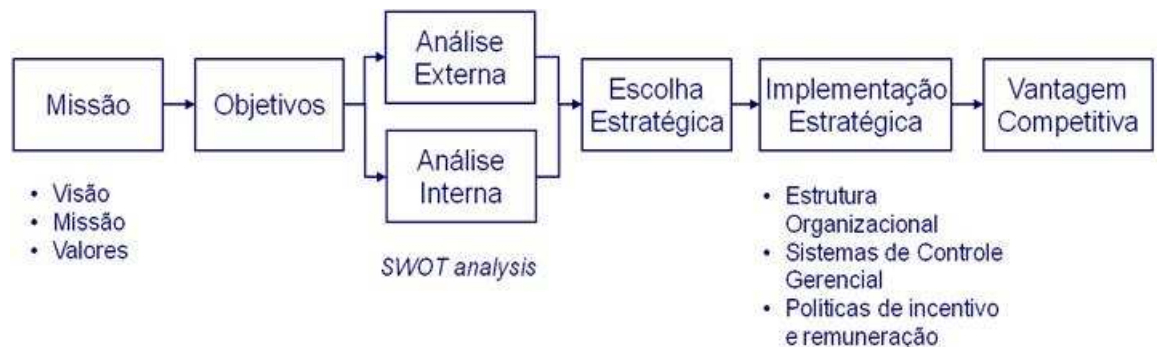 Missão
Objetivos
Análise
Externa
Análise
Interna
Escolha
Estratégica
Implementação
Estratégica
Vantagem
Competitiva
• Visão
• Missão
• Valores
SWOT analysis
• Estrutura
Organizacional
• Sistemas de Controle
Gerencial
• Políticas de incentivo
e remuneração